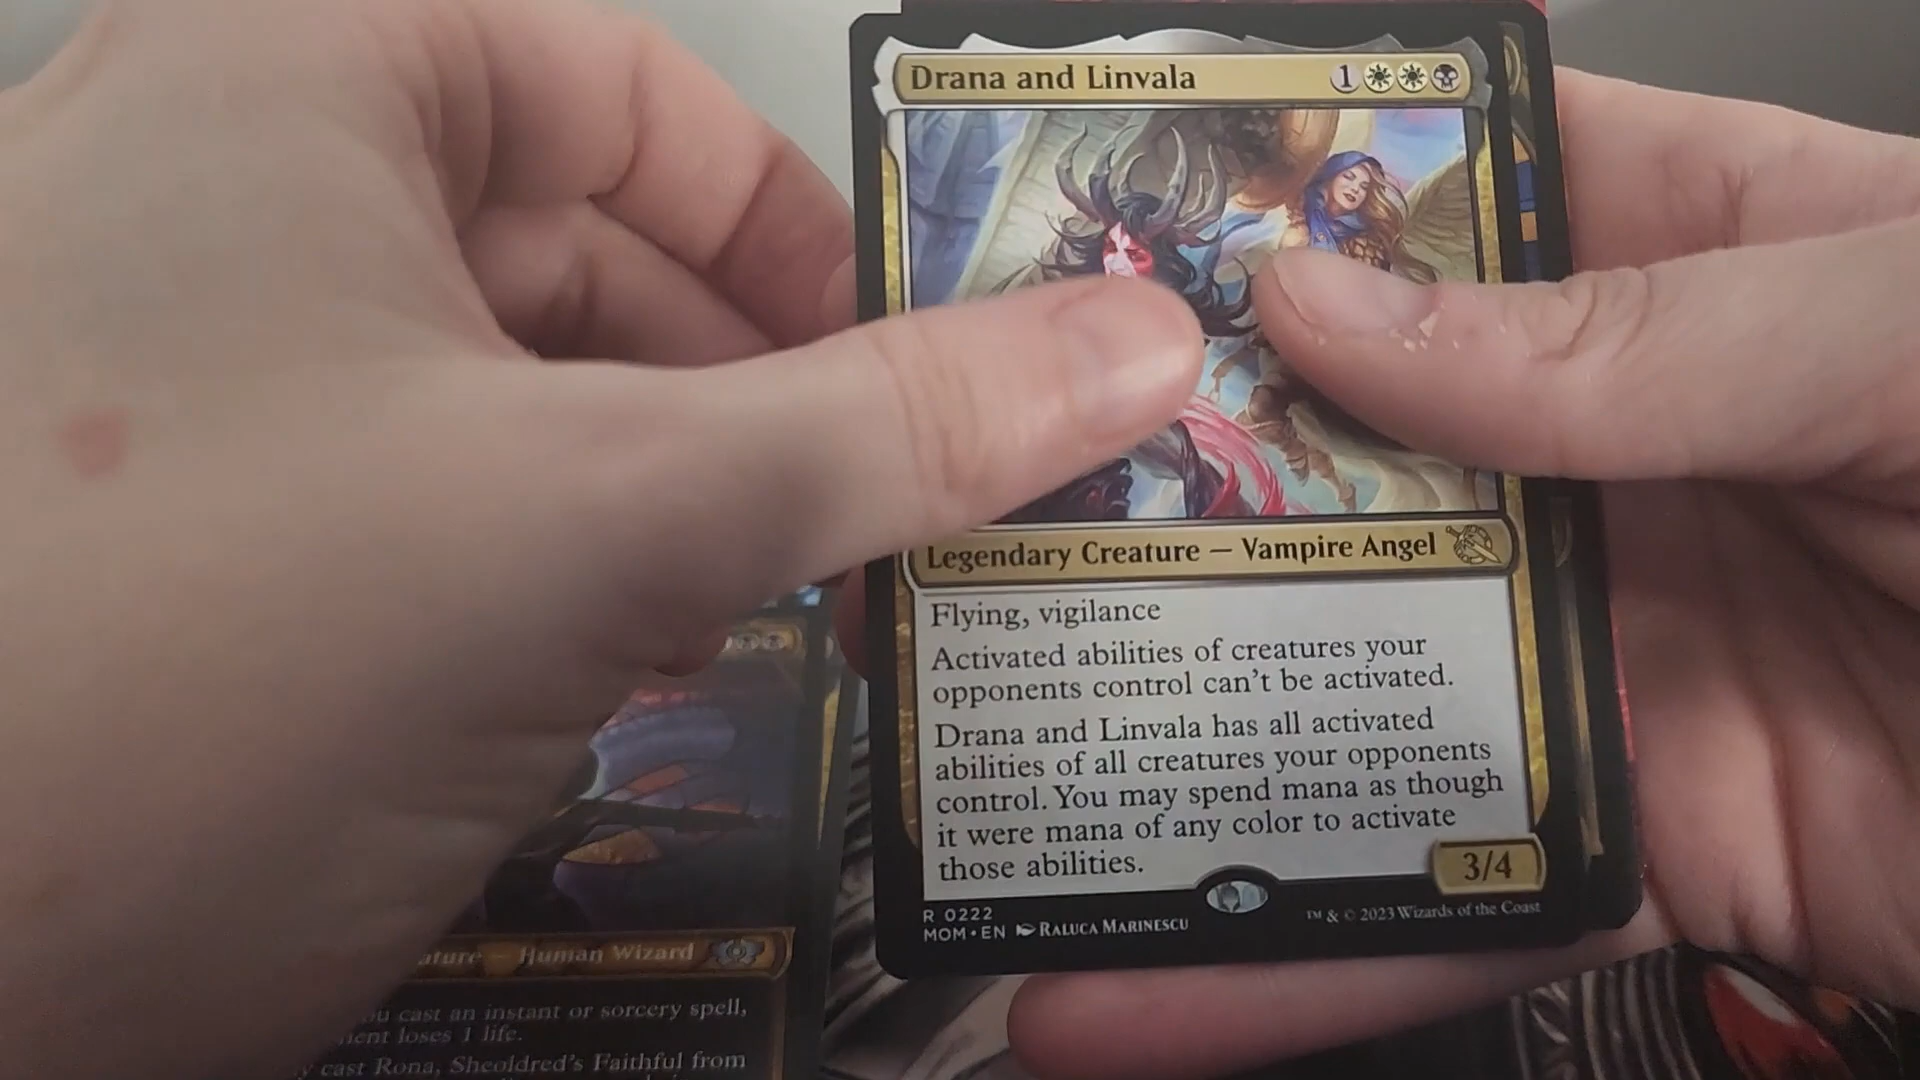 Drana and Linvala 1
Legendary Creature — Vampire Angel
Flying, vigilance
Activated abilities of creatures your
opponents control can't be activated.
Drana and Linvala has all activated
abilities of all creatures your opponents
control. You may spend mana as though
it were mana of any color to activate
those abilities.
3/4
R 0222
MOM • EN RALUCA MARINESCU
™ & © 2023 Wizards of the Coast
Human Wizard
cast an instant or sorcery spell,
loses 1 life.
cast Rona, Sheoldred's Faithful from